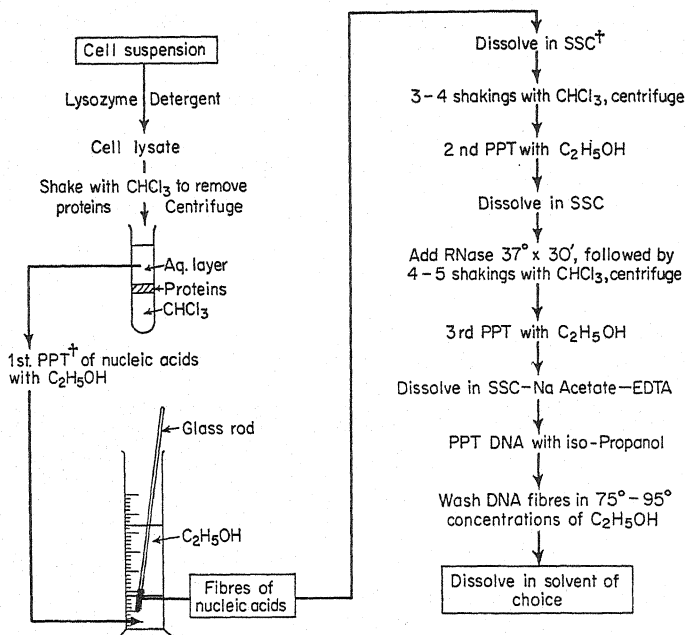 Cell suspension
Lysozyme Detergent
Cell lysate
Shake with CHCl₃ to remove
proteins Centrifuge
Aq. layer
Proteins
CHCl₃
1st. PPT† of nucleic acids
with C₂H₅OH
Glass rod
C₂H₅OH
Fibres of
nucleic acids
Dissolve in SSC†
3-4 shakings with CHCl₃, centrifuge
2 nd PPT with C₂H₅OH
Dissolve in SSC
Add RNase 37° x 30′, followed by
4-5 shakings with CHCl₃, centrifuge
3rd PPT with C₂H₅OH
Dissolve in SSC-Na Acetate-EDTA
PPT DNA with iso-Propanol
Wash DNA fibres in 75°-95°
concentrations of C₂H₅OH
Dissolve in solvent of
choice